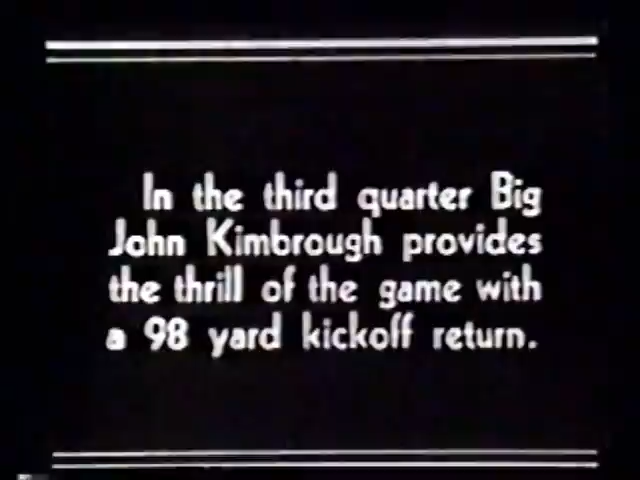 In the third quarter Big
John Kimbrough provides
the thrill of the game with
a 98 yard kickoff return.